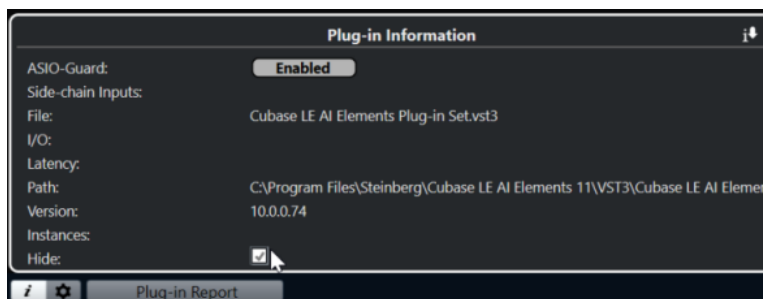 Plug-in Information
ASIO-Guard: Enabled
Side-chain Inputs:
File: Cubase LE AI Elements Plug-in Set.vst3
I/O:
Latency:
Path: C:\Program Files\Steinberg\Cubase LE AI Elements 11\VST3\Cubase LE AI Elemer
Version: 10.0.0.74
Instances:
Hide:
i Plug-in Report